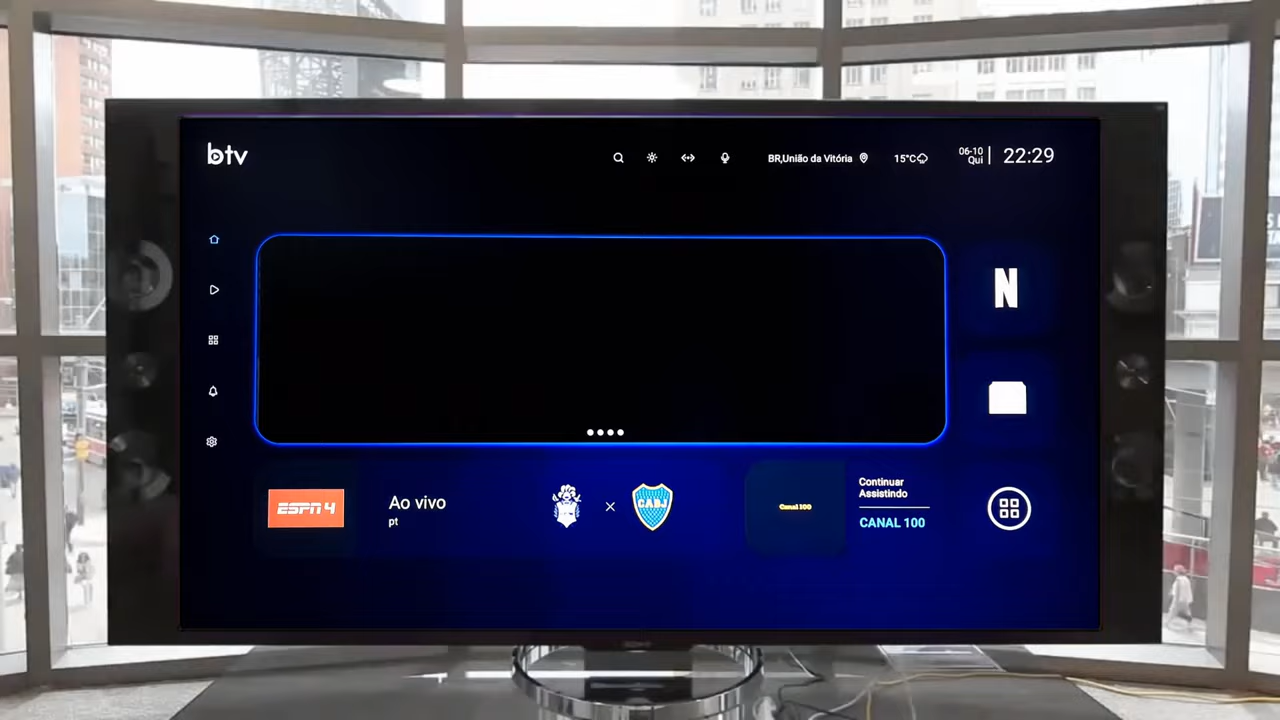 btv
BR,União da Vitória
15°C
06-10
Qui
22:29
N
ESPN 4
Ao vivo
pt
CABJ
Canal 100
Continuar
Assistindo
CANAL 100